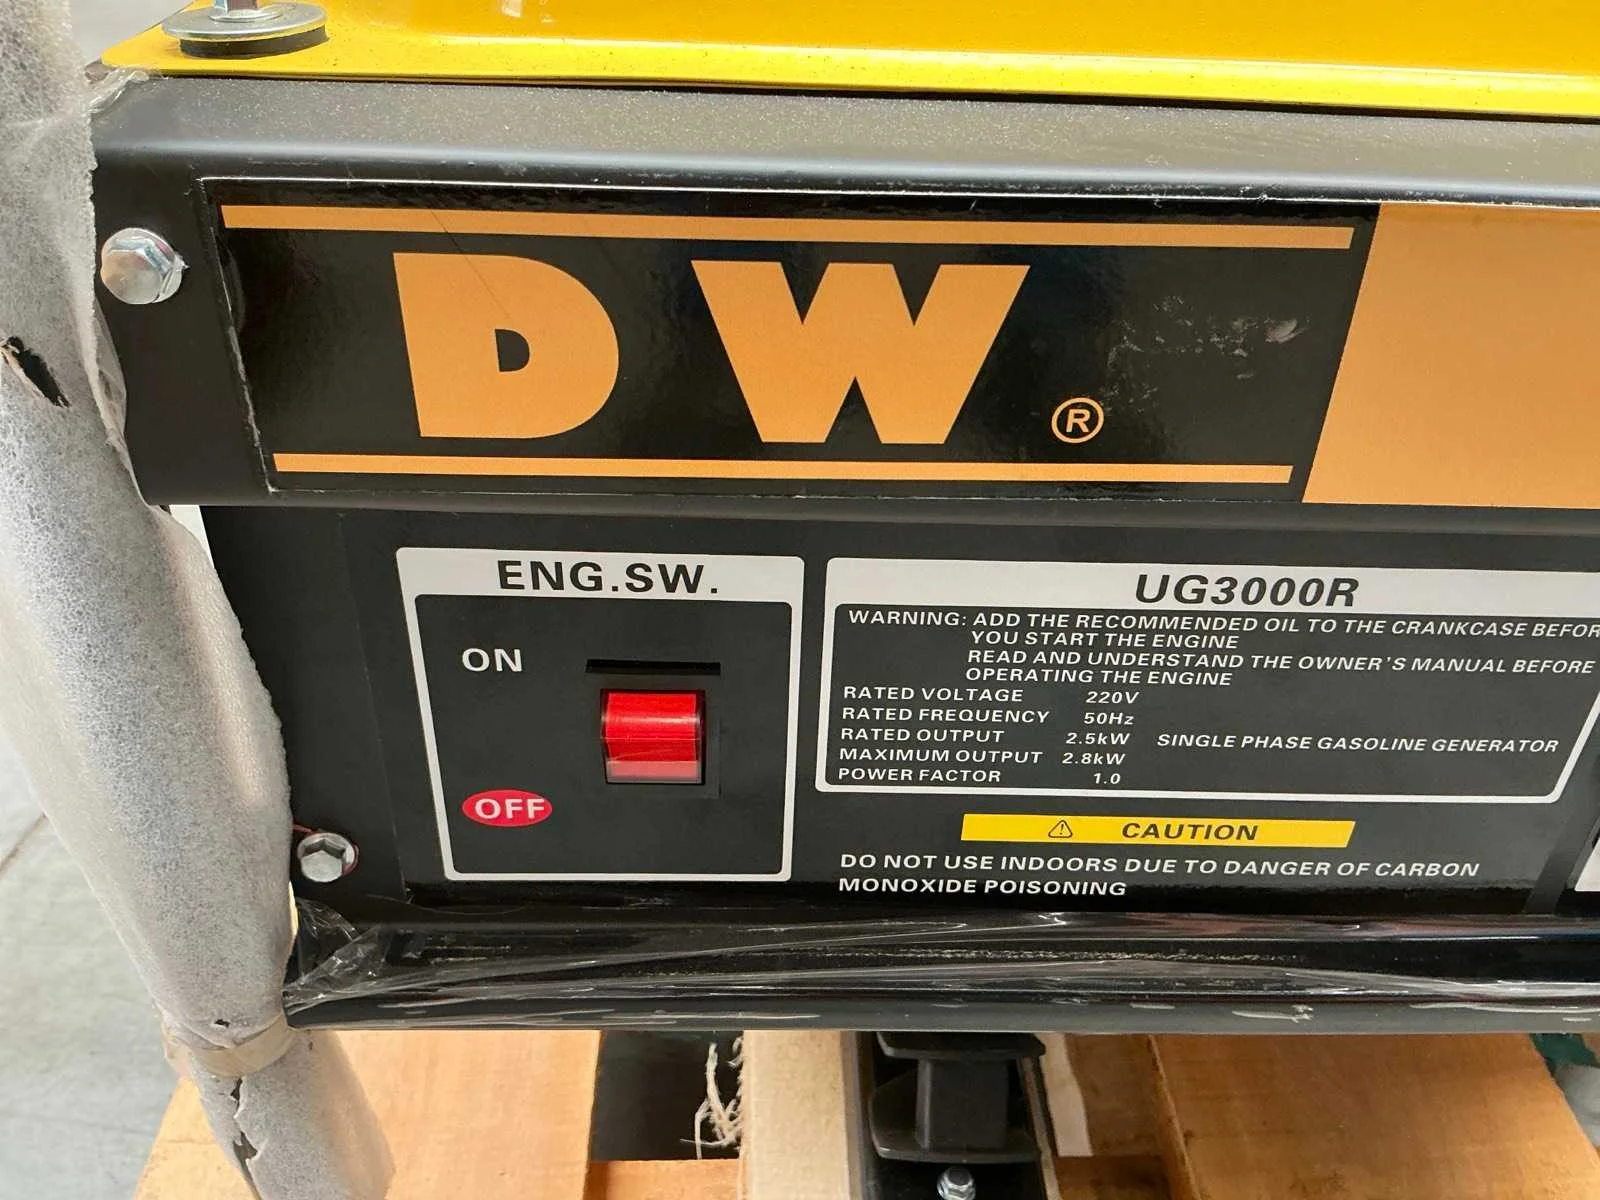 DW ®
ENG.SW.
ON
OFF
UG3000R
WARNING: ADD THE RECOMMENDED OIL TO THE CRANKCASE BEFOR
YOU START THE ENGINE
READ AND UNDERSTAND THE OWNER'S MANUAL BEFORE
OPERATING THE ENGINE
RATED VOLTAGE 220V
RATED FREQUENCY 50Hz
RATED OUTPUT 2.5kW SINGLE PHASE GASOLINE GENERATOR
MAXIMUM OUTPUT 2.8kW
POWER FACTOR 1.0
CAUTION
DO NOT USE INDOORS DUE TO DANGER OF CARBON
MONOXIDE POISONING